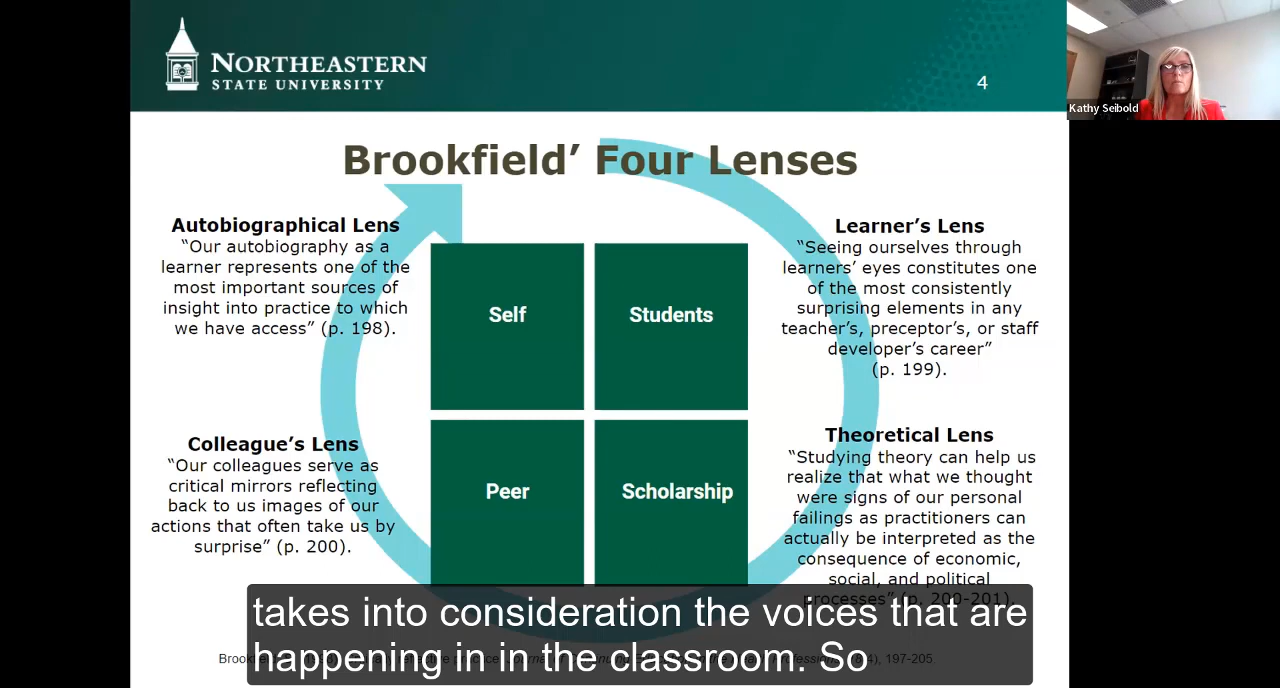 NORTHEASTERN
STATE UNIVERSITY
4
Kathy Seibold
Brookfield’ Four Lenses
Autobiographical Lens
“Our autobiography as a
learner represents one of the
most important sources of
insight into practice to which
we have access” (p. 198).
Learner’s Lens
“Seeing ourselves through
learners’ eyes constitutes one
of the most consistently
surprising elements in any
teacher’s, preceptor’s, or staff
developer’s career”
(p. 199).
Self
Students
Colleague’s Lens
“Our colleagues serve as
critical mirrors reflecting
back to us images of our
actions that often take us by
surprise” (p. 200).
Theoretical Lens
“Studying theory can help us
realize that what we thought
were signs of our personal
failings as practitioners can
actually be interpreted as the
consequence of economic,
social, and political
processes” (p. 200-201).
Peer
Scholarship
takes into consideration the voices that are
happening in in the classroom. So
197-205.